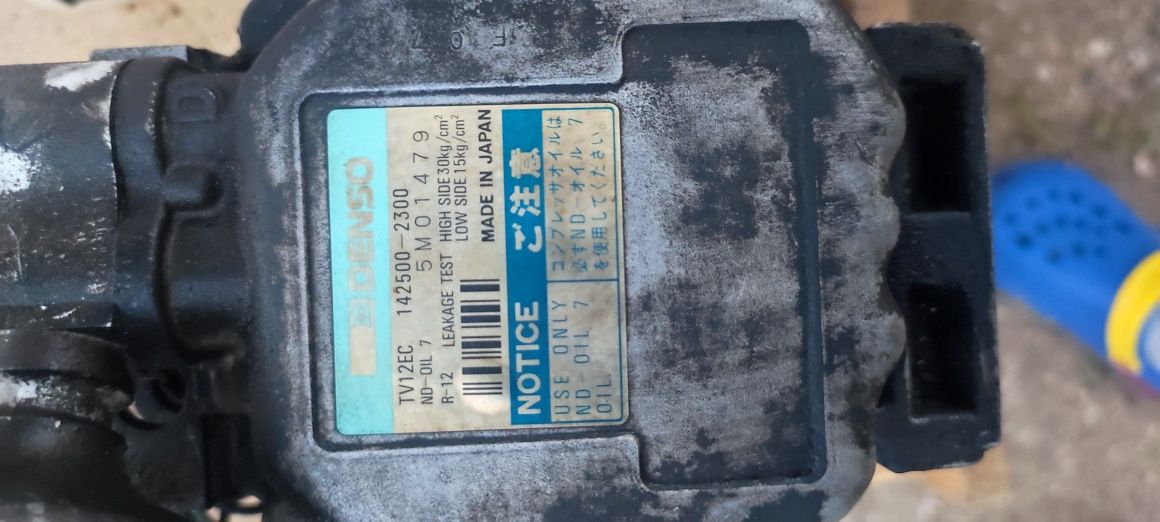 DENSO
TV12EC 142500-2300
ND-OIL 7 5M01479
R-12 LEAKAGE TEST HIGH SIDE 30kg/cm²
LOW SIDE 15kg/cm²
MADE IN JAPAN
NOTICE ご注意
USE ONLY
ND-OIL 7
OIL.
コンプレッサオイルは
必ずND-オイル 7
を使用してください。
D